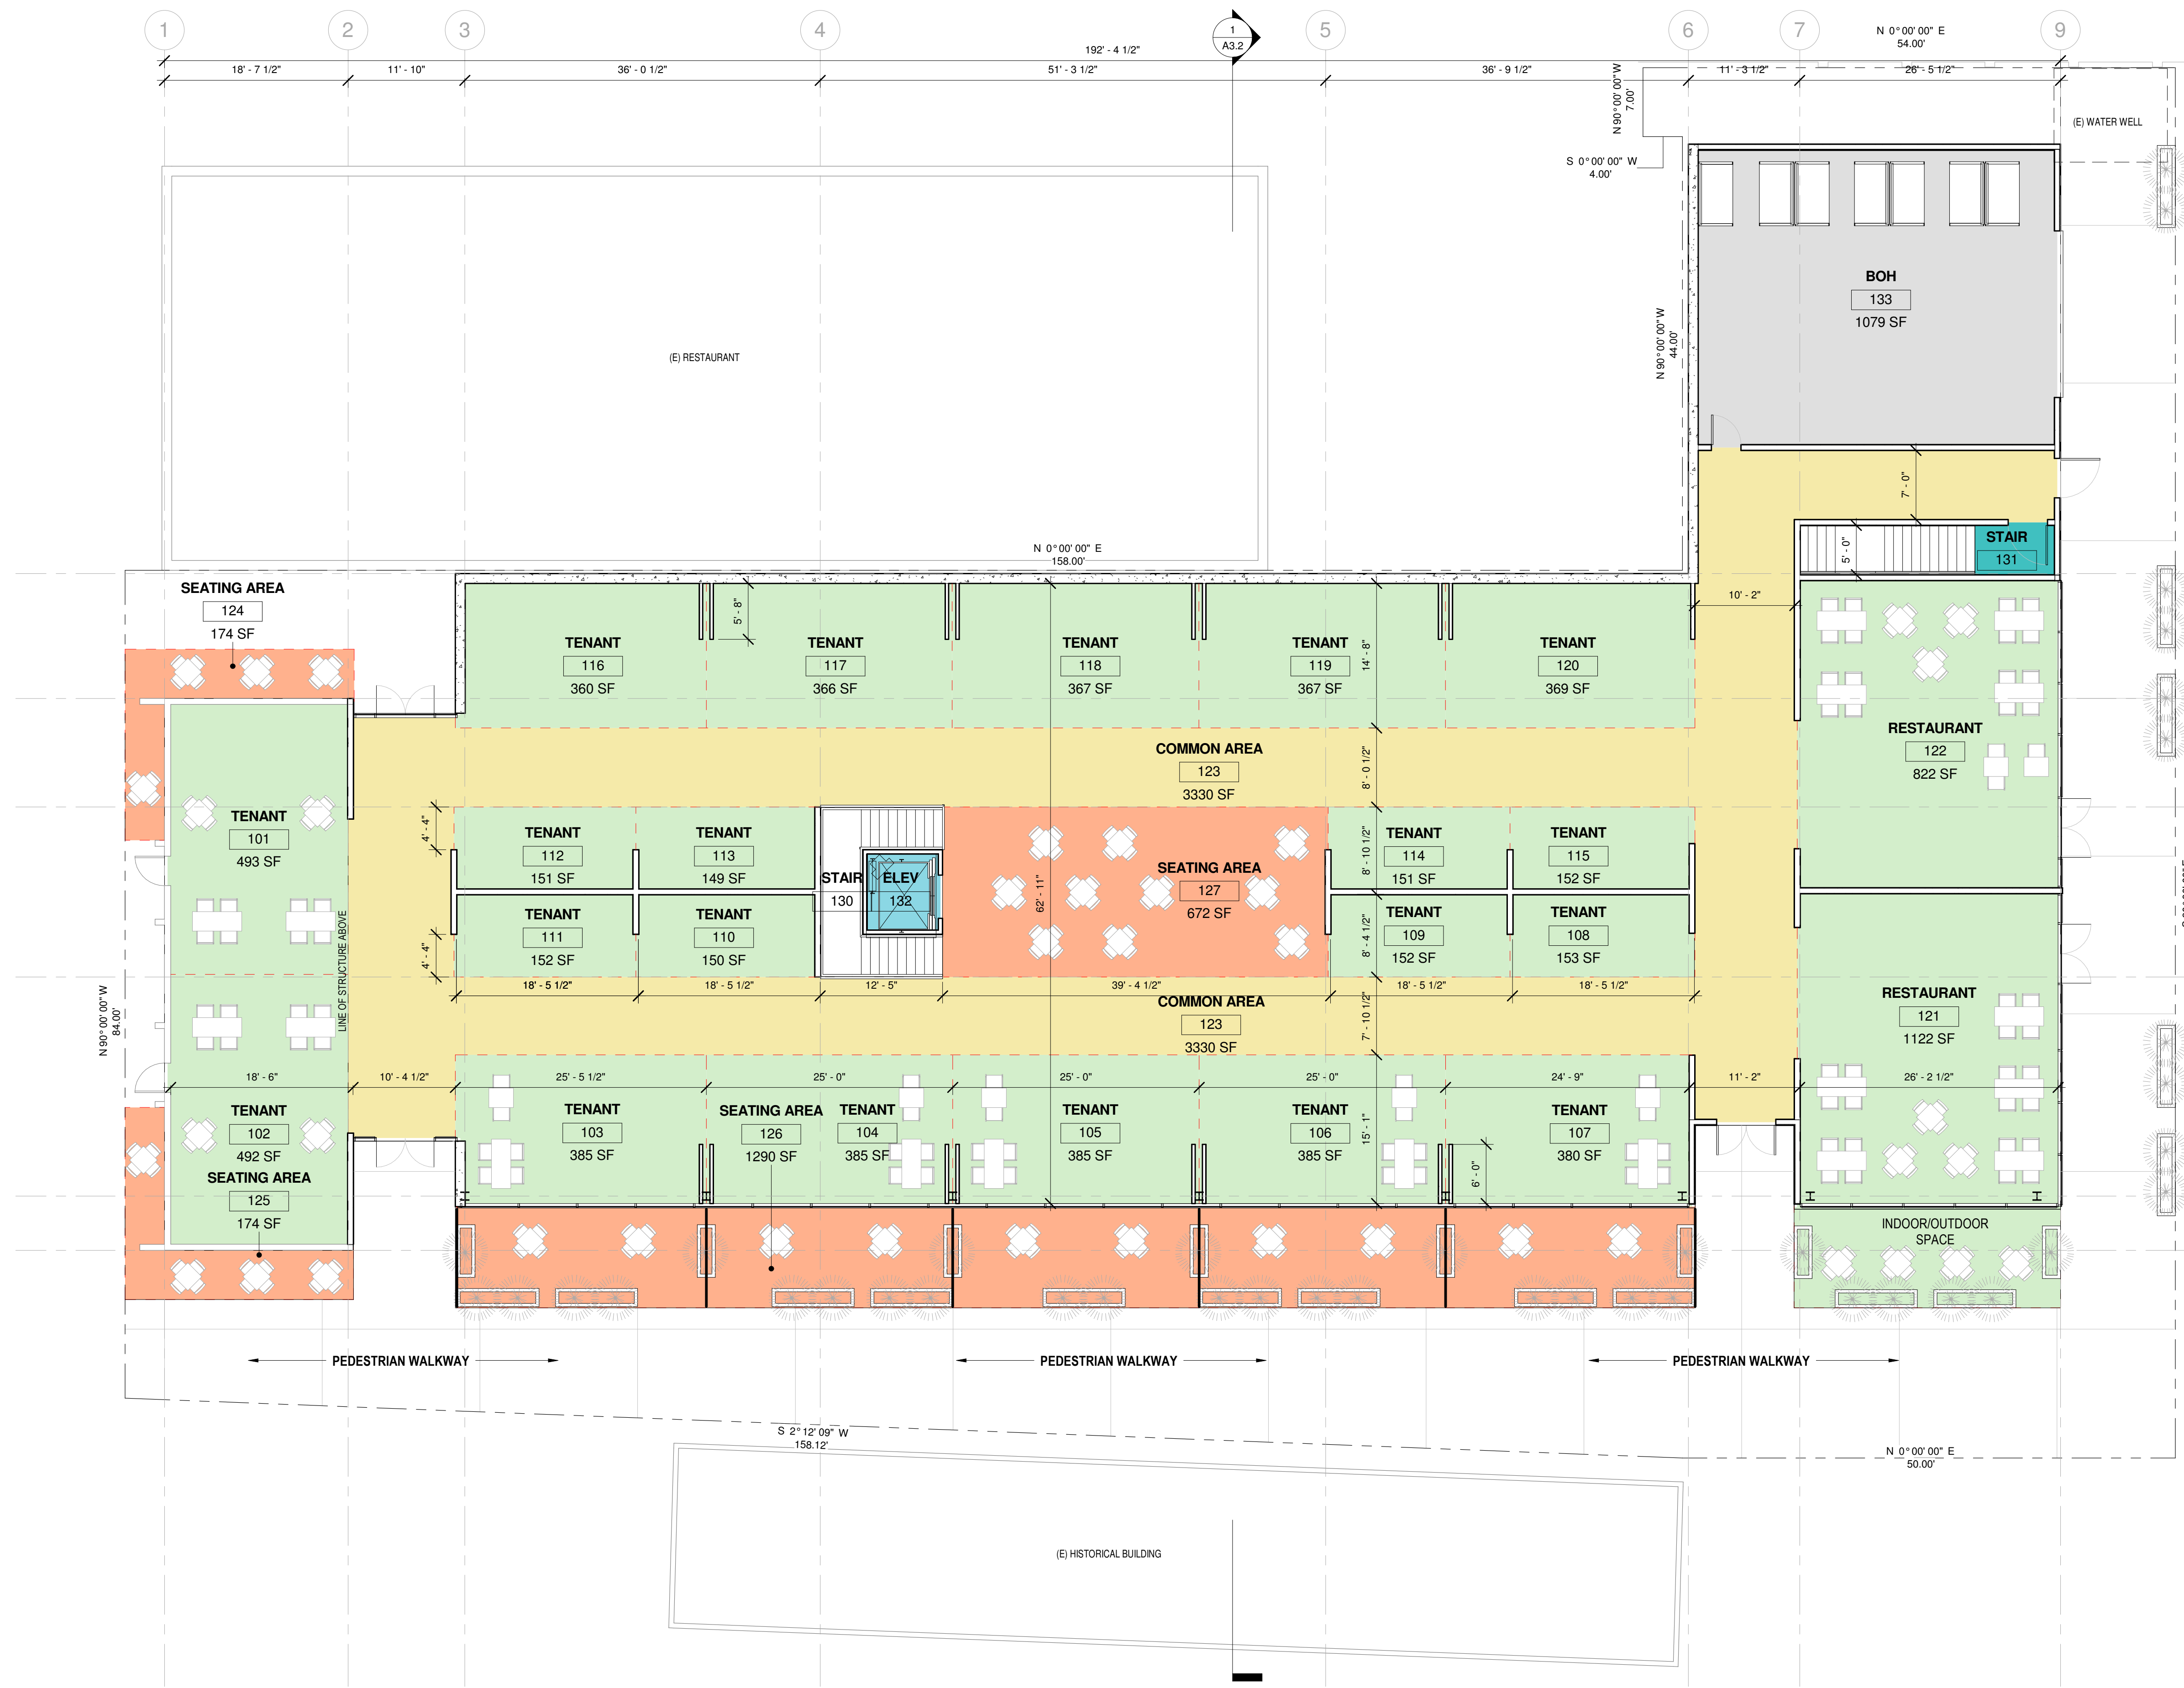 1
2
3
4
1
A3.2
5
6
7
9
N 0°00'00" E
54.00'
192' - 4 1/2"
18' - 7 1/2"
11' - 10"
36' - 0 1/2"
51' - 3 1/2"
36' - 9 1/2"
11' - 3 1/2"
26' - 5 1/2"
N 90°00'00" W
7.00'
(E) WATER WELL
S 0°00'00" W
4.00'
BOH
133
1079 SF
N 90°00'00" W
44.00'
(E) RESTAURANT
7' - 0"
N 0°00'00" E
158.00'
5' - 0"
STAIR
131
SEATING AREA
124
174 SF
10' - 2"
5' - 8"
14' - 8"
TENANT
116
360 SF
TENANT
117
366 SF
TENANT
118
367 SF
TENANT
119
367 SF
TENANT
120
369 SF
RESTAURANT
122
822 SF
COMMON AREA
123
3330 SF
8' - 0 1/2"
TENANT
101
493 SF
4' - 4"
TENANT
112
151 SF
TENANT
113
149 SF
STAIR
130
ELEV
132
62' - 11"
SEATING AREA
127
672 SF
8' - 10 1/2"
TENANT
114
151 SF
TENANT
115
152 SF
LINE OF STRUCTURE ABOVE
4' - 4"
TENANT
111
152 SF
TENANT
110
150 SF
8' - 4 1/2"
TENANT
109
152 SF
TENANT
108
153 SF
18' - 5 1/2"
18' - 5 1/2"
12' - 5"
39' - 4 1/2"
18' - 5 1/2"
18' - 5 1/2"
N 90°00'00" W
84.00'
COMMON AREA
123
3330 SF
7' - 10 1/2"
RESTAURANT
121
1122 SF
18' - 6"
10' - 4 1/2"
25' - 5 1/2"
25' - 0"
25' - 0"
25' - 0"
24' - 9"
11' - 2"
26' - 2 1/2"
TENANT
102
492 SF
TENANT
103
385 SF
SEATING AREA
126
1290 SF
TENANT
104
385 SF
TENANT
105
385 SF
TENANT
106
385 SF
15' - 1"
TENANT
107
380 SF
6' - 0"
SEATING AREA
125
174 SF
INDOOR/OUTDOOR
SPACE
PEDESTRIAN WALKWAY
PEDESTRIAN WALKWAY
PEDESTRIAN WALKWAY
S 2°12'09" W
158.12'
N 0°00'00" E
50.00'
(E) HISTORICAL BUILDING